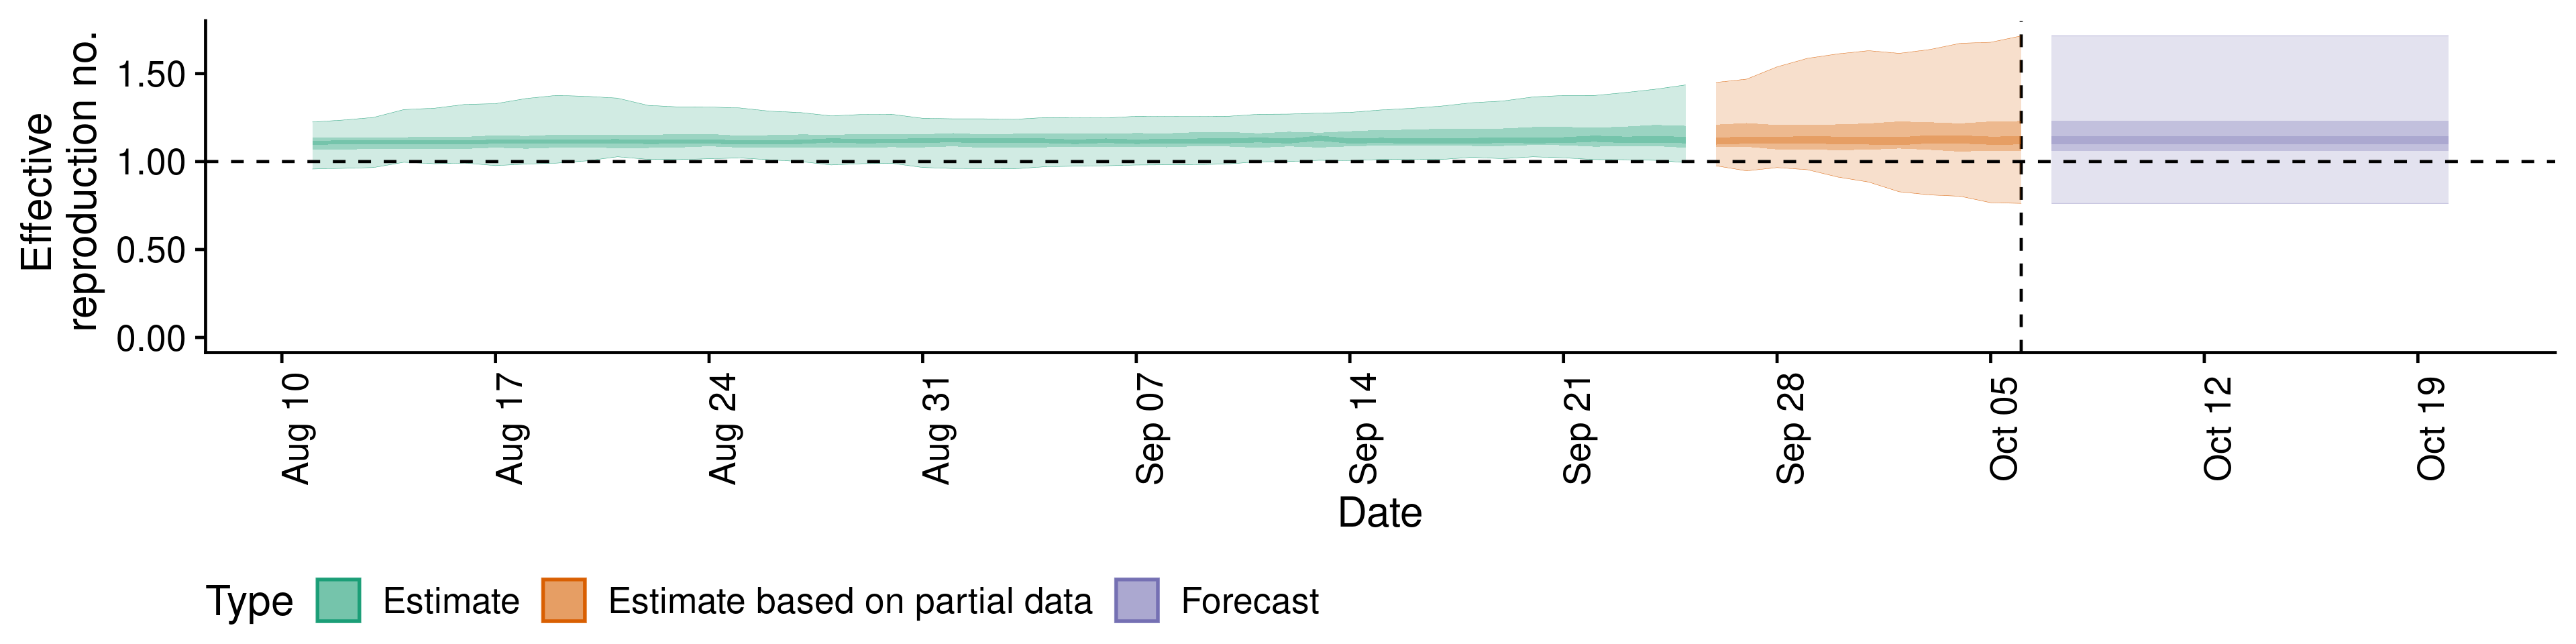 Effective
reproduction no.
1.50
1.00
0.50
0.00
Aug 10
Aug 17
Aug 24
Aug 31
Sep 07
Sep 14
Sep 21
Sep 28
Oct 05
Oct 12
Oct 19
Date
Type Estimate Estimate based on partial data Forecast